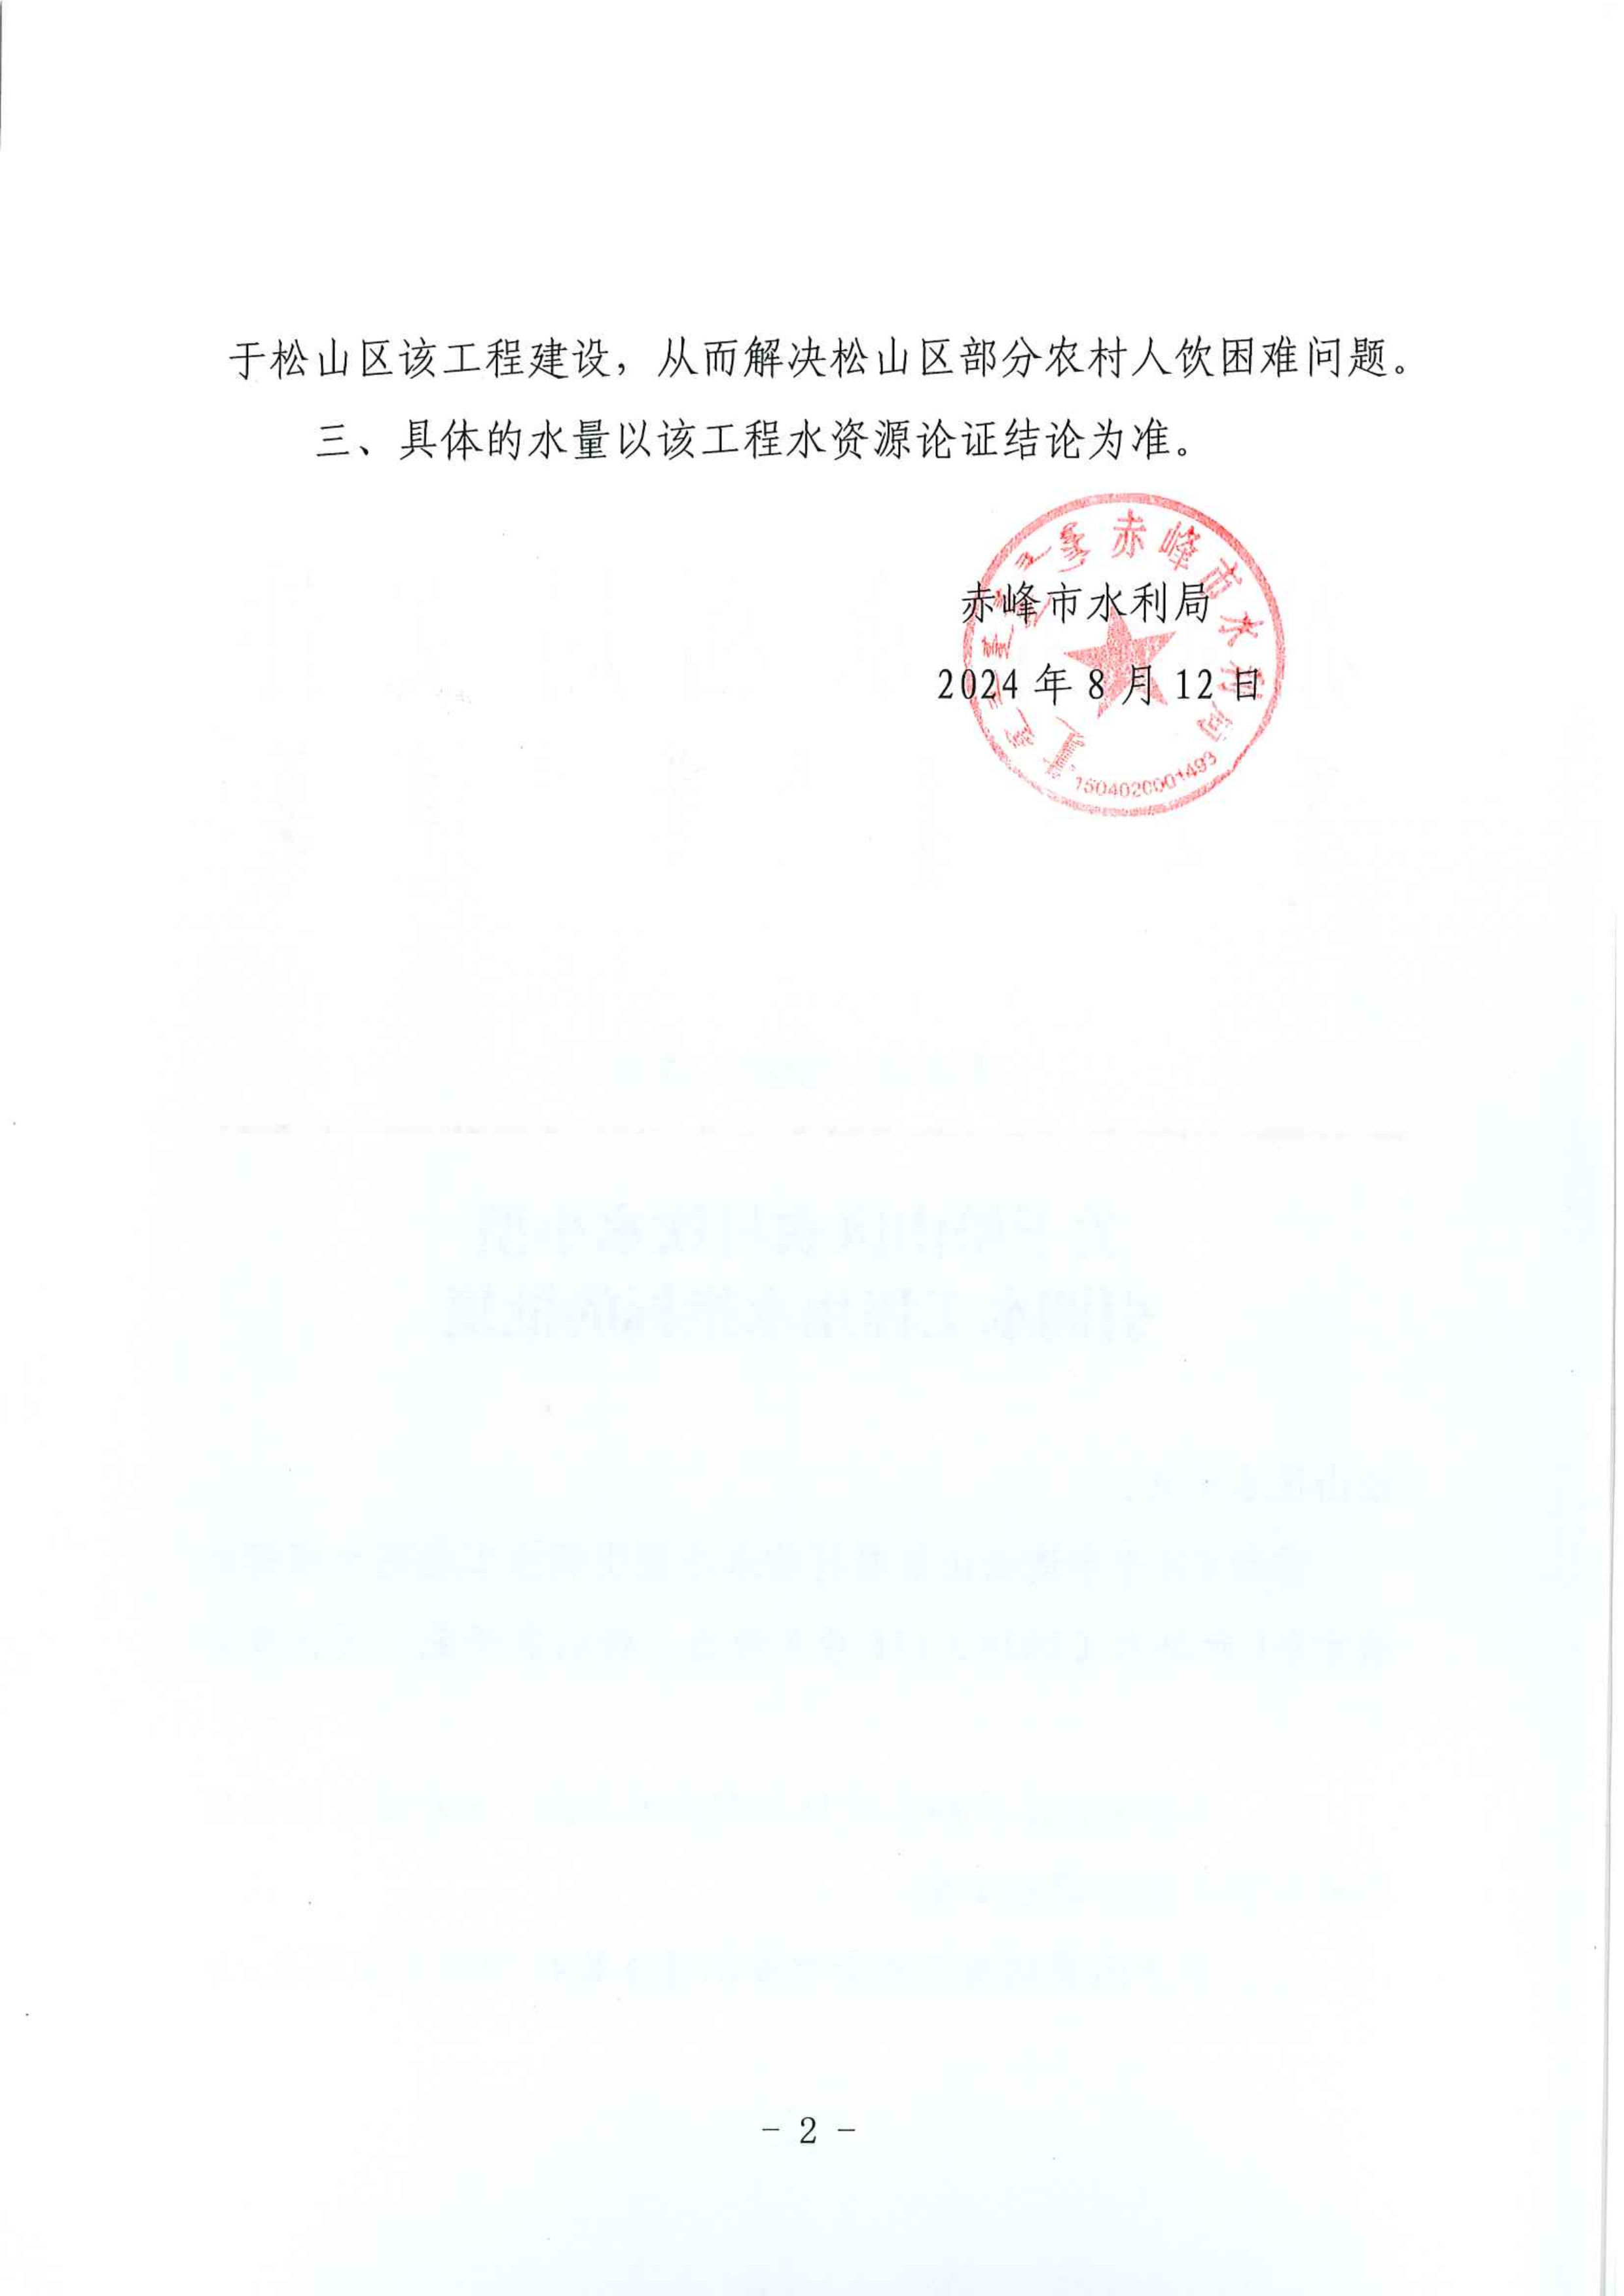 于松山区该工程建设，从而解决松山区部分农村人饮困难问题。
三、具体的水量以该工程水资源论证结论为准。
赤峰市水利局
赤峰市水利局
2024年8月12日
1504020001493
- 2 -